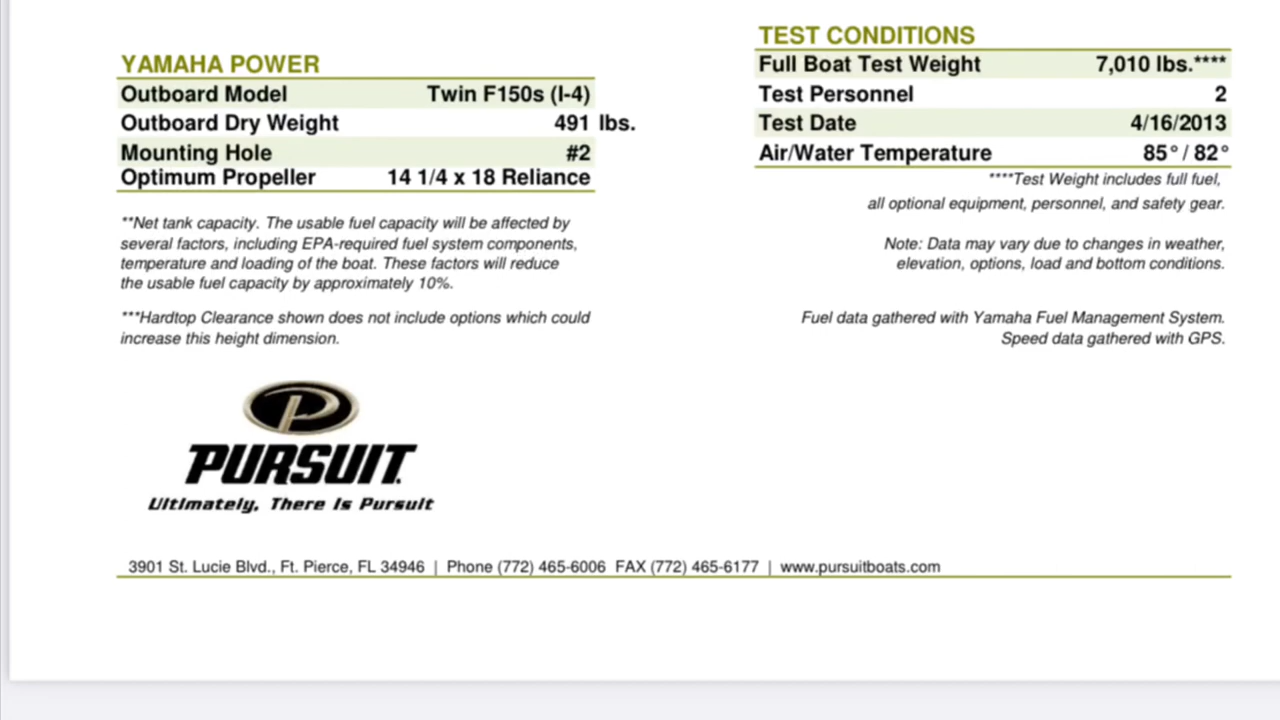 YAMAHA POWER
Outboard Model Twin F150s (I-4)
Outboard Dry Weight 491 lbs.
Mounting Hole #2
Optimum Propeller 14 1/4 x 18 Reliance
**Net tank capacity. The usable fuel capacity will be affected by
several factors, including EPA-required fuel system components,
temperature and loading of the boat. These factors will reduce
the usable fuel capacity by approximately 10%.
***Hardtop Clearance shown does not include options which could
increase this height dimension.
TEST CONDITIONS
Full Boat Test Weight 7,010 lbs.****
Test Personnel 2
Test Date 4/16/2013
Air/Water Temperature 85° / 82°
****Test Weight includes full fuel,
all optional equipment, personnel, and safety gear.
Note: Data may vary due to changes in weather,
elevation, options, load and bottom conditions.
Fuel data gathered with Yamaha Fuel Management System.
Speed data gathered with GPS.
P
PURSUIT.
Ultimately, There Is Pursuit
3901 St. Lucie Blvd., Ft. Pierce, FL 34946 | Phone (772) 465-6006 FAX (772) 465-6177 | www.pursuitboats.com